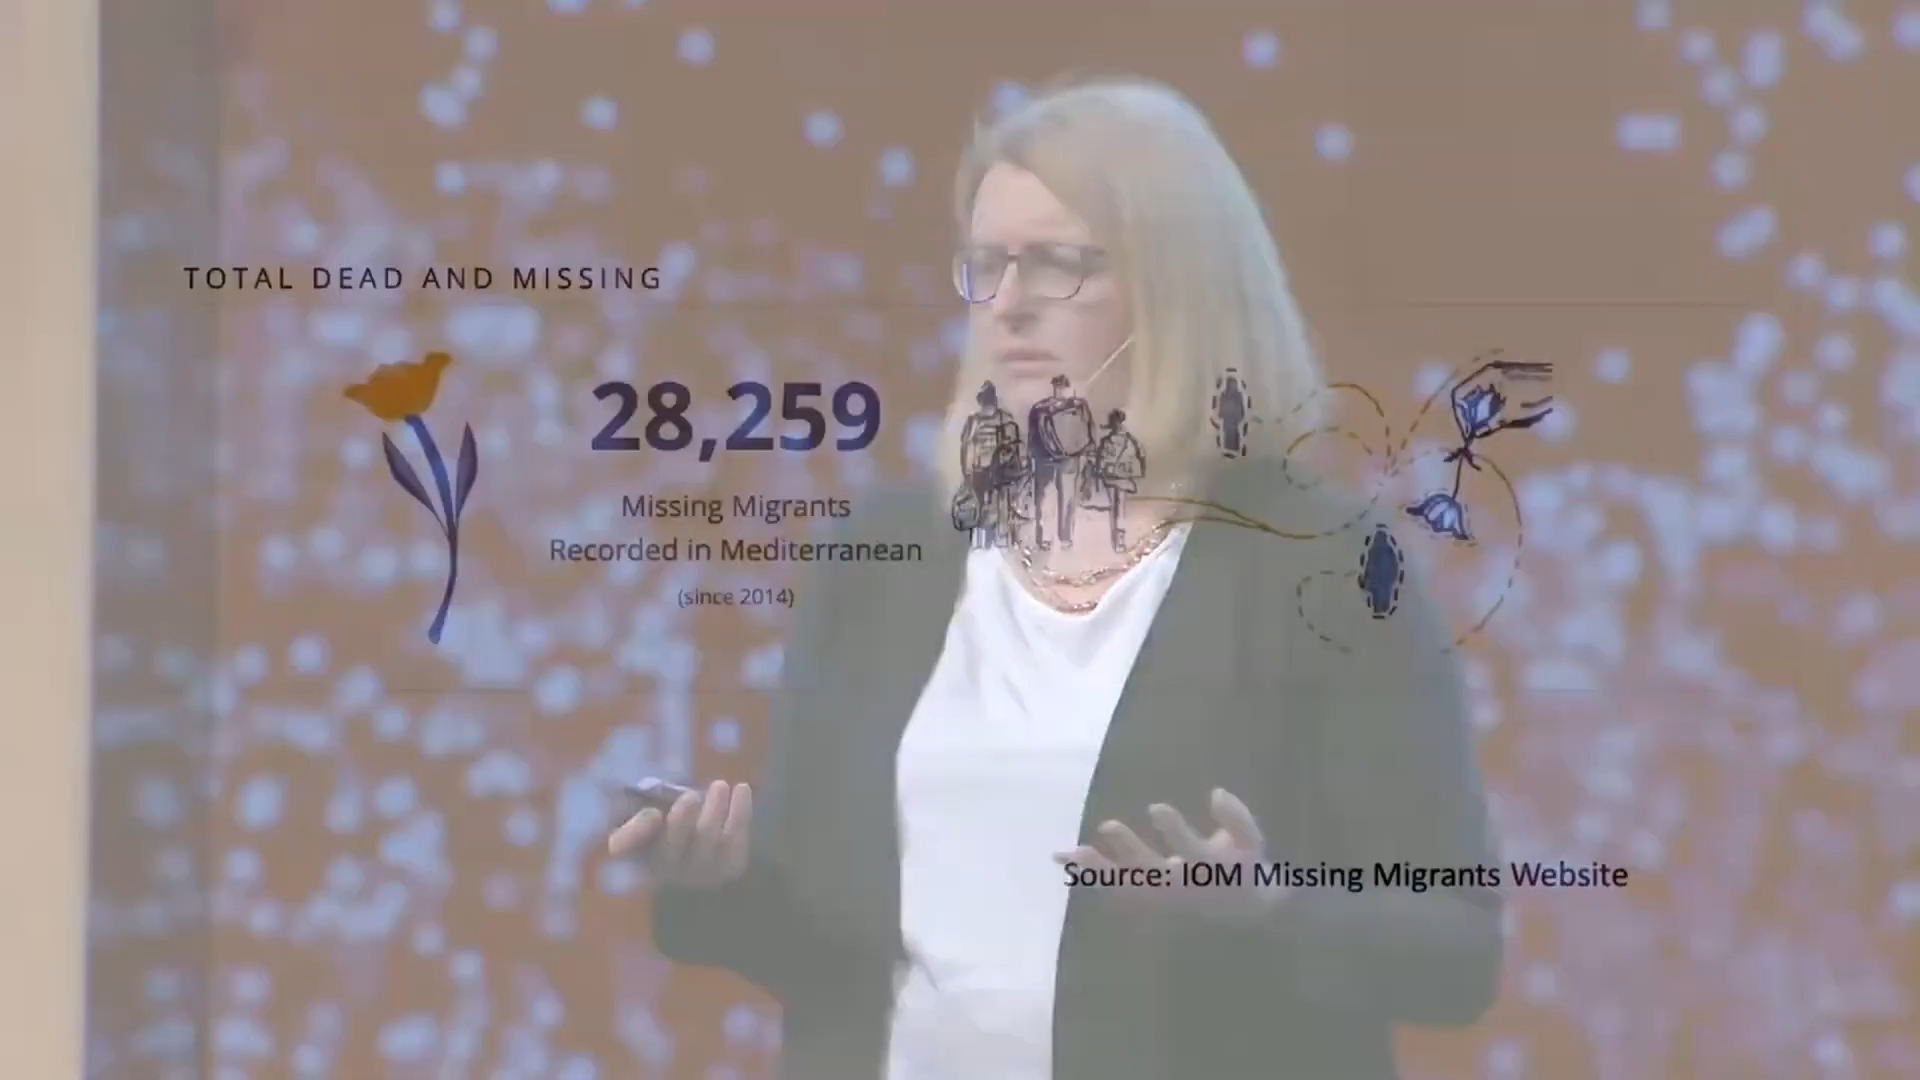 TOTAL DEAD AND MISSING
28,259
Missing Migrants
Recorded in Mediterranean
(since 2014)
Source: IOM Missing Migrants Website